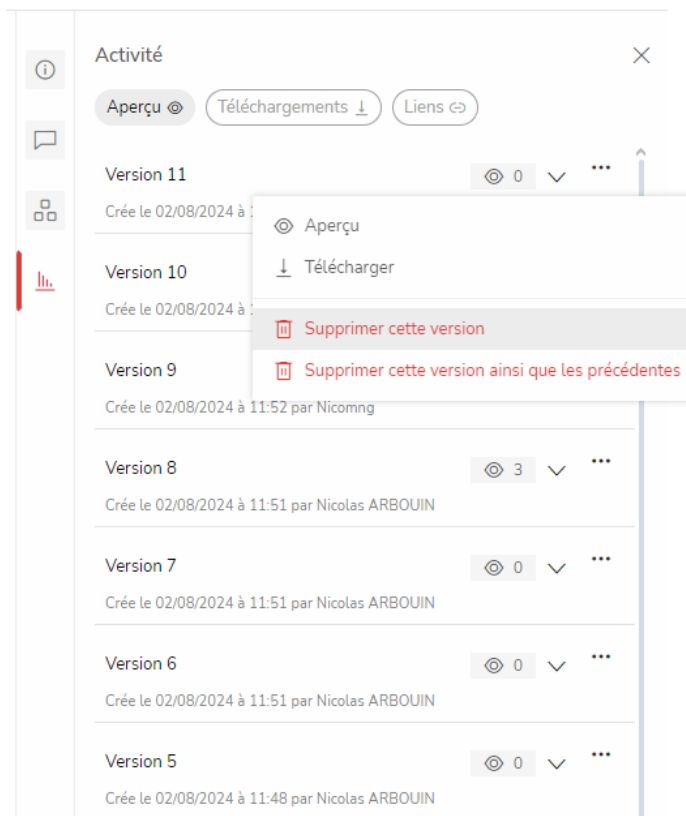 Activité
Aperçu
Téléchargements
Liens
Version 11
0
Crée le 02/08/2024 à
Aperçu
Télécharger
Version 10
Crée le 02/08/2024 à
Supprimer cette version
Version 9
Supprimer cette version ainsi que les précédentes
Crée le 02/08/2024 à 11:52 par Nicomng
Version 8
3
Crée le 02/08/2024 à 11:51 par Nicolas ARBOUIN
Version 7
0
Crée le 02/08/2024 à 11:51 par Nicolas ARBOUIN
Version 6
0
Crée le 02/08/2024 à 11:51 par Nicolas ARBOUIN
Version 5
0
Crée le 02/08/2024 à 11:48 par Nicolas ARBOUIN